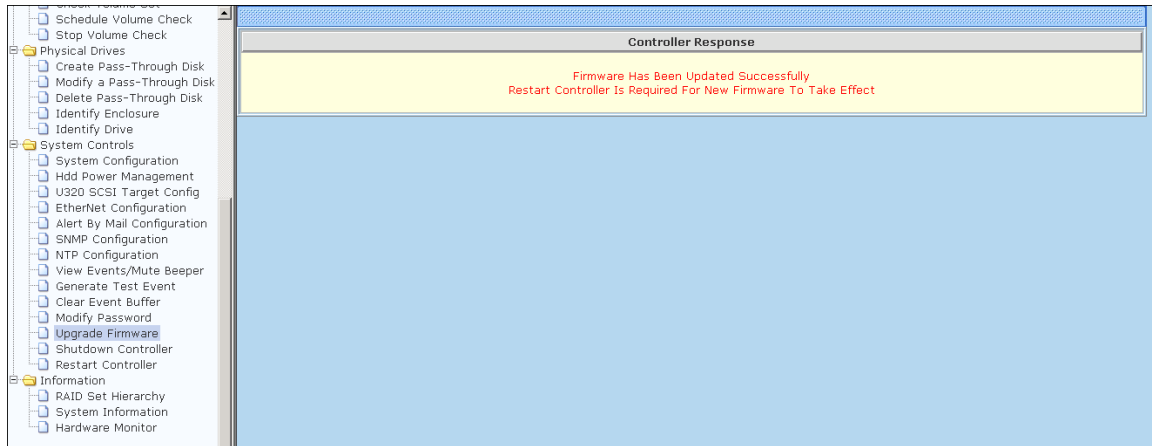 Check Volume Set
Schedule Volume Check
Stop Volume Check
Physical Drives
Create Pass-Through Disk
Modify a Pass-Through Disk
Delete Pass-Through Disk
Identify Enclosure
Identify Drive
System Controls
System Configuration
Hdd Power Management
U320 SCSI Target Config
EtherNet Configuration
Alert By Mail Configuration
SNMP Configuration
NTP Configuration
View Events/Mute Beeper
Generate Test Event
Clear Event Buffer
Modify Password
Upgrade Firmware
Shutdown Controller
Restart Controller
Information
RAID Set Hierarchy
System Information
Hardware Monitor
Controller Response
Firmware Has Been Updated Successfully
Restart Controller Is Required For New Firmware To Take Effect